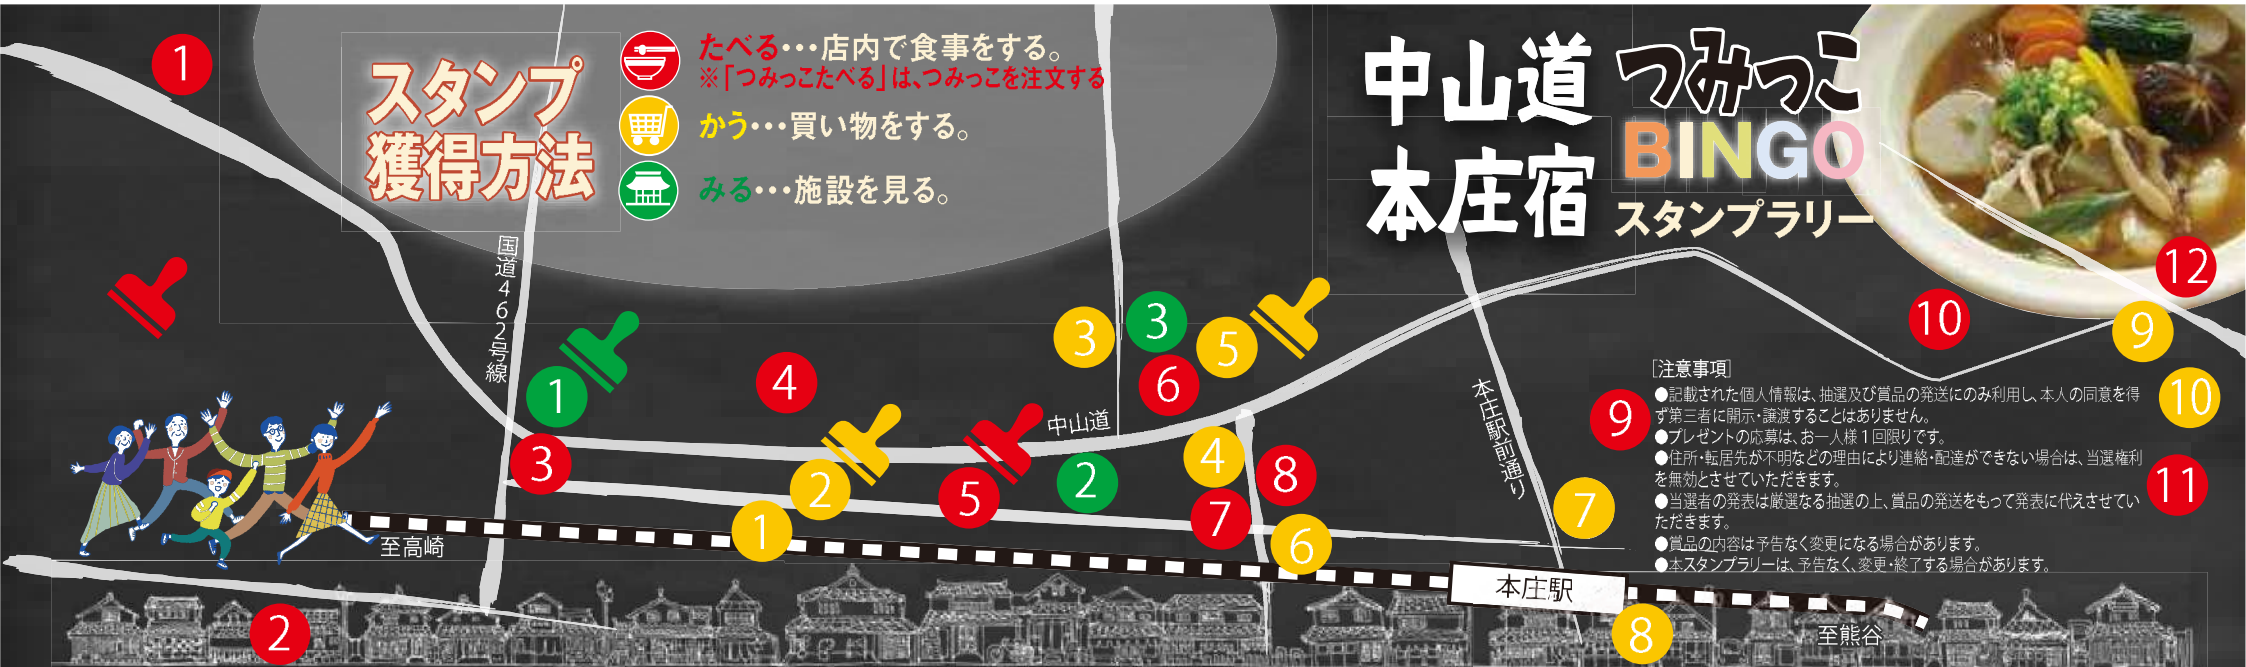 スタンプ
獲得方法
たべる・・・店内で食事をする。
※「つみっこたべる」は、つみっこを注文する
かう・・・買い物をする。
みる・・・施設を見る。
中山道
本庄宿
つみっこ
BINGO
スタンプラリー
1
国道462号線
1
3
4
中山道
3
3
5
6
2
1
5
2
4
8
7
6
本庄駅前通り
7
9
10
12
9
10
11
[注意事項]
●記載された個人情報は、抽選及び賞品の発送にのみ利用し、本人の同意を得
ず第三者に開示・譲渡することはありません。
●プレゼントの応募は、お一人様1回限りです。
●住所・転居先が不明などの理由により連絡・配達ができない場合は、当選権利
を無効とさせていただきます。
●当選者の発表は厳選なる抽選の上、賞品の発送をもって発表に代えさせてい
ただきます。
●賞品の内容は予告なく変更になる場合があります。
●本スタンプラリーは、予告なく、変更・終了する場合があります。
至高崎
本庄駅
2
8
至熊谷